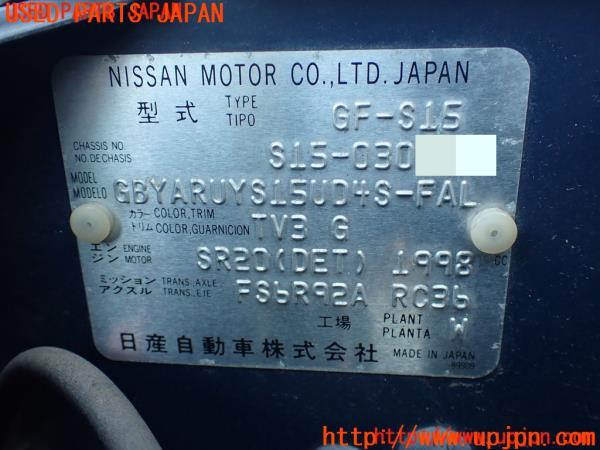 USED PARTS JAPAN
NISSAN MOTOR CO.,LTD. JAPAN
型式 TYPE TIPO GF-S15
CHASSIS NO. NO.DECHASIS S15-030
MODEL MODELO GBYARUYS15UD4S-FAL
カラー COLOR,TRIM トリム COLOR,GUARNICION TV3 G
エンジン ENGINE MOTOR SR20(DET) 1998 CC
ミッション TRANS.,AXLE アクスル TRANS.,EJE FS6R92A RC36
工場 PLANT PLANTA W
日産自動車株式会社 MADE IN JAPAN
http://www.upjpn.com